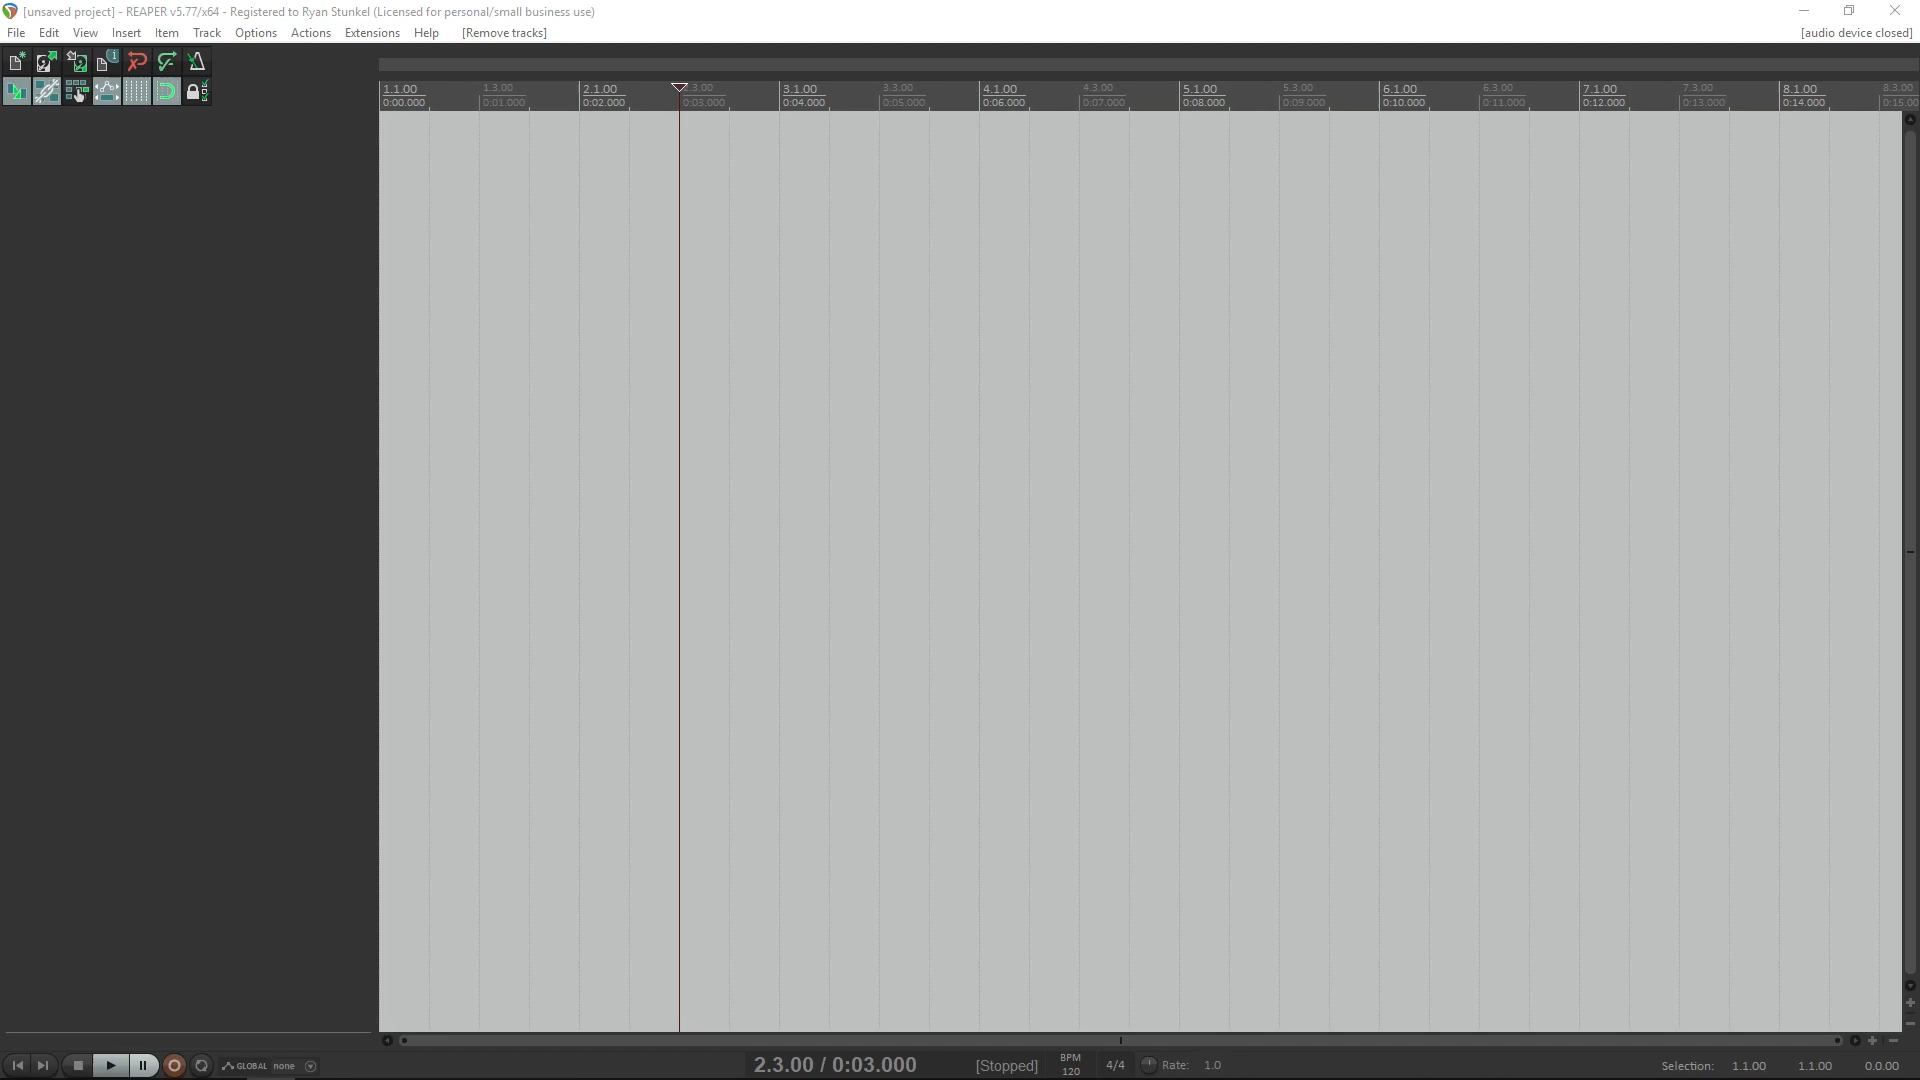 [unsaved project] - REAPER v5.77/x64 - Registered to Ryan Stunkel (Licensed for personal/small business use)
File Edit View Insert Item Track Options Actions Extensions Help [Remove tracks] [audio device closed]
1.1.00 1.3.00 2.1.00 2.3.00 3.1.00 3.3.00 4.1.00 4.3.00 5.1.00 5.3.00 6.1.00 6.3.00 7.1.00 7.3.00 8.1.00 8.3.00
0:00.000 0:01.000 0:02.000 0:03.000 0:04.000 0:05.000 0:06.000 0:07.000 0:08.000 0:09.000 0:10.000 0:11.000 0:12.000 0:13.000 0:14.000 0:15.00
GLOBAL none 2.3.00 / 0:03.000 [Stopped] BPM 120 4/4 Rate: 1.0 Selection: 1.1.00 1.1.00 0.0.00